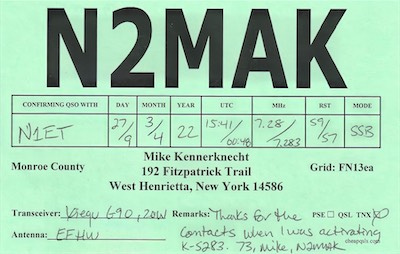 N2MAK
CONFIRMING QSO WITH DAY MONTH YEAR UTC MHz RST MODE
N1ET 27/9 3/4 22 15:41/00:48 7.28/7.283 59/57 SSB
Mike Kennerknecht
Monroe County 192 Fitzpatrick Trail Grid: FN13ea
West Henrietta, New York 14586
Transceiver: Xiegu G90, 20W Remarks: Thanks for the PSE QSL TNX
Antenna: EFHW contacts when I was activating
K-5283. 73, Mike, N2MAK
cheapqsls.com